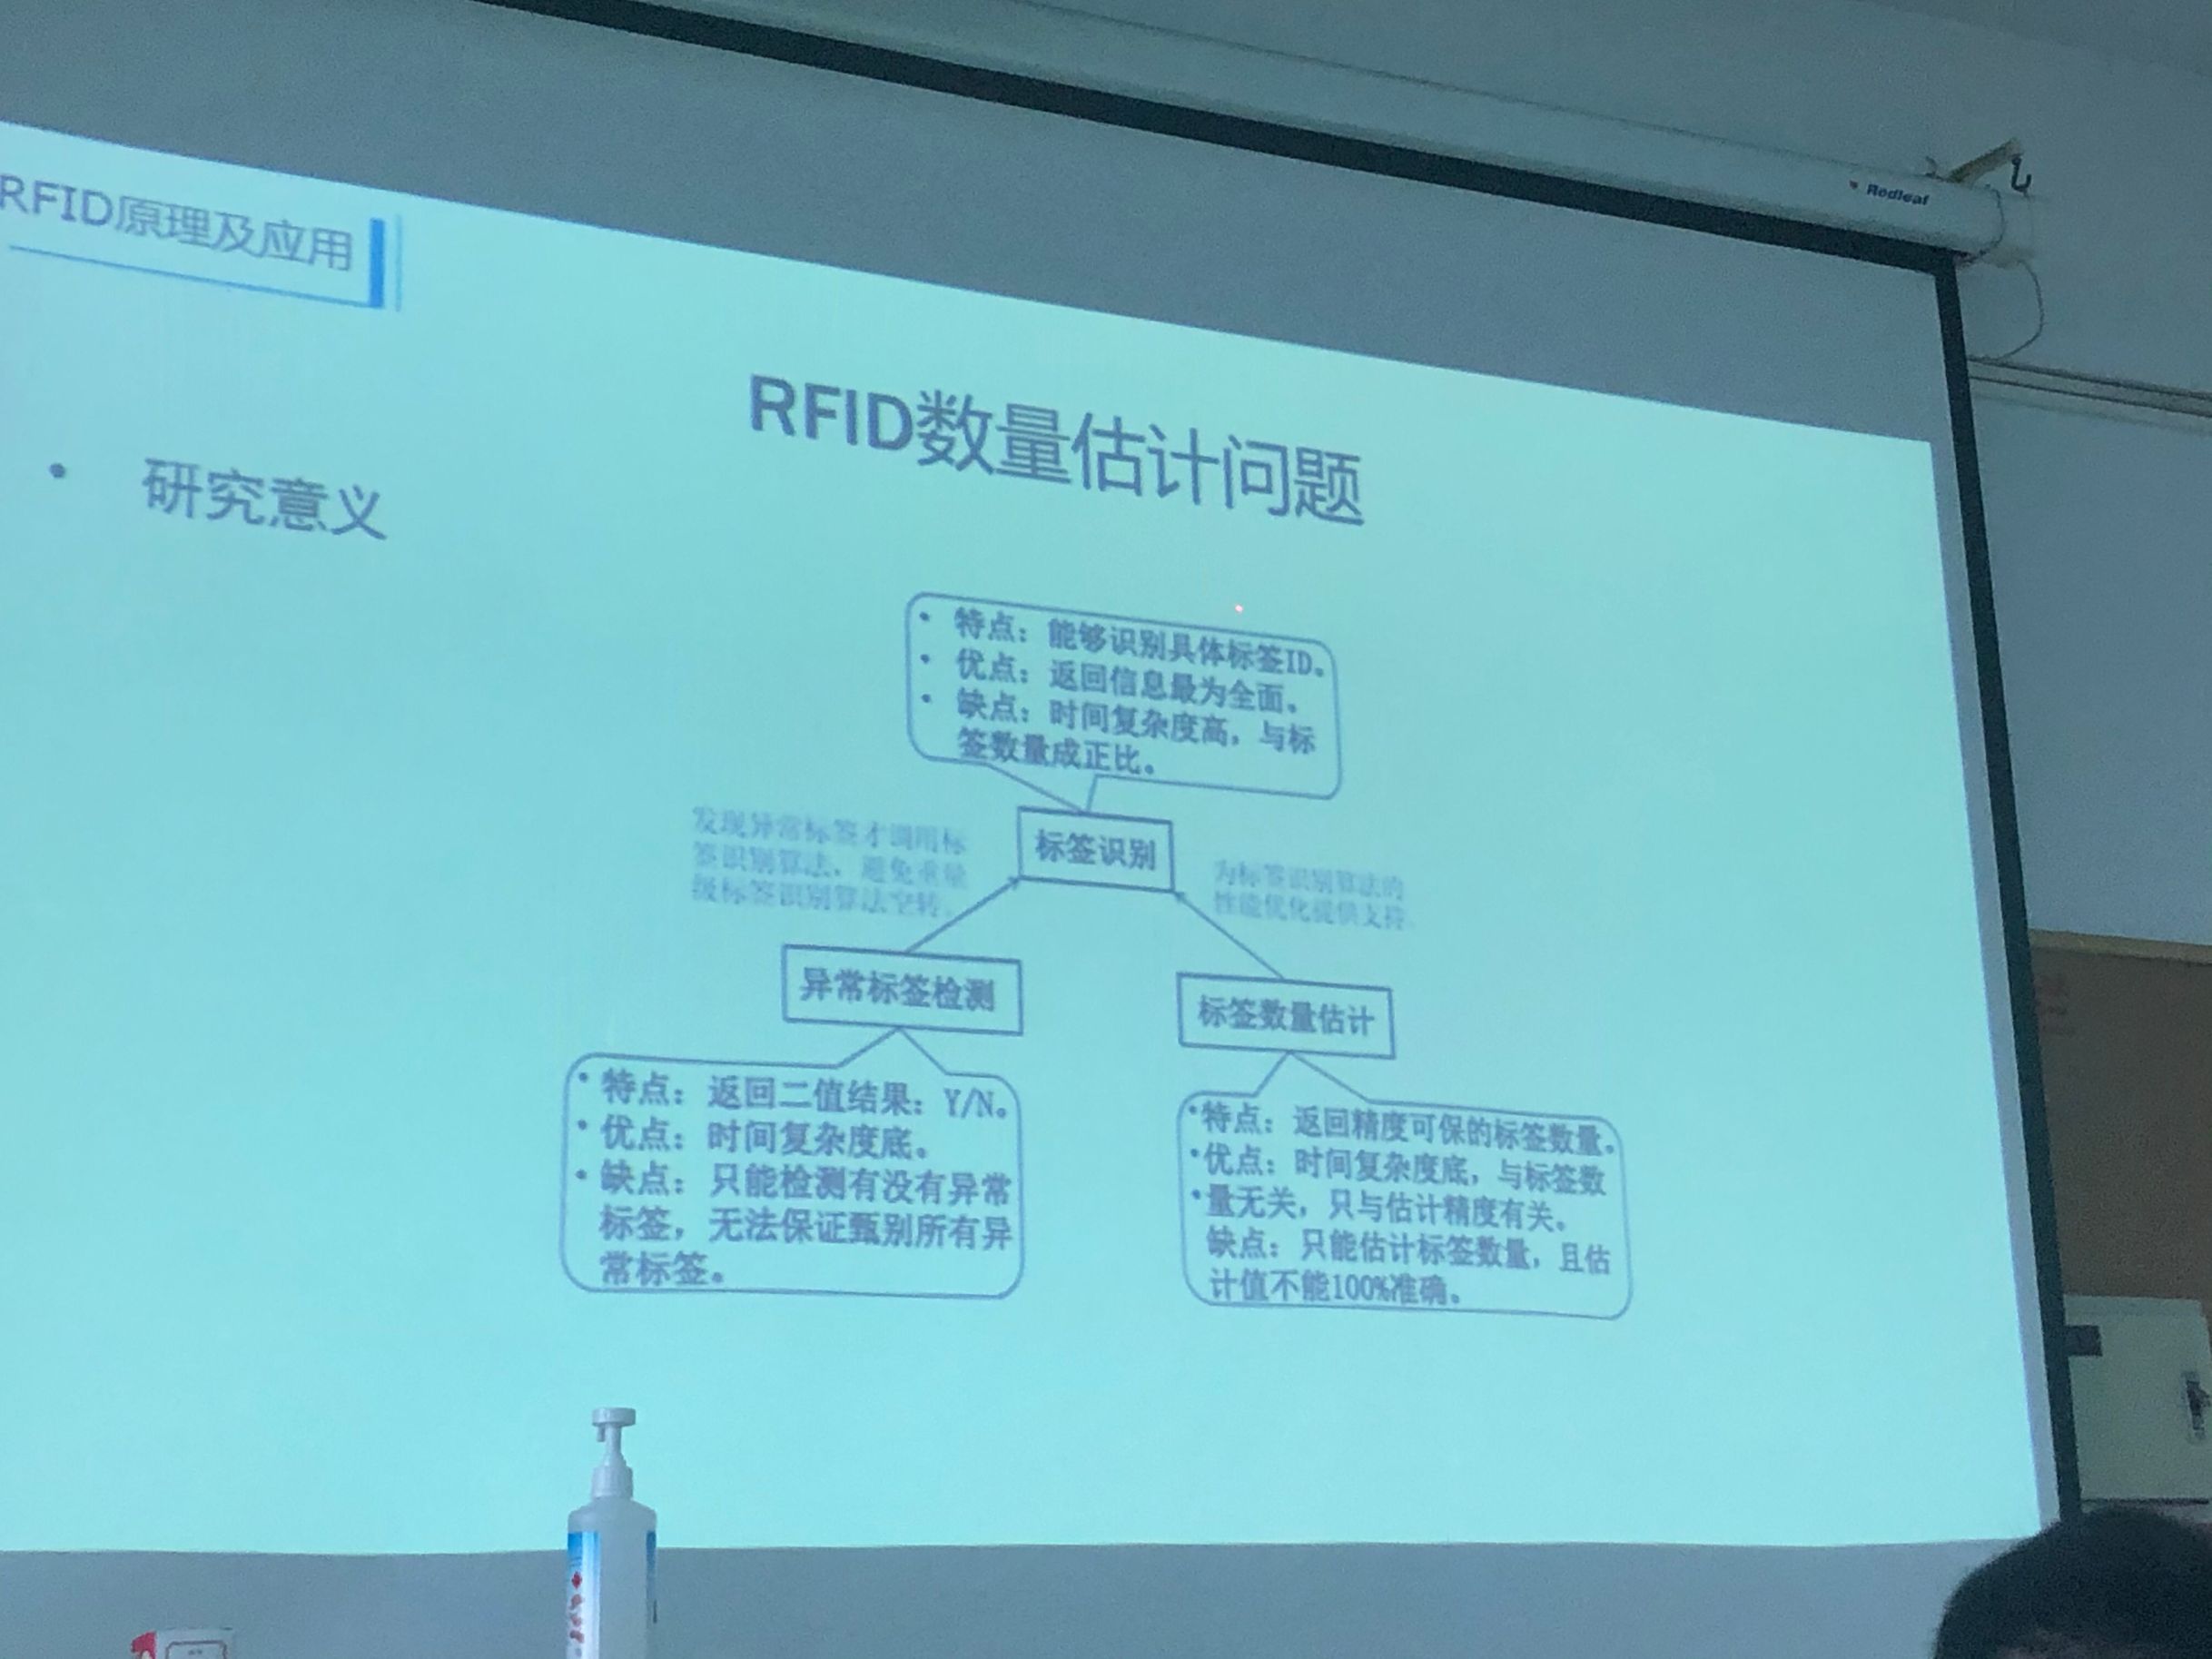 Redleaf
RFID原理及应用
RFID数量估计问题
• 研究意义
• 特点：能够识别具体标签ID。
• 优点：返回信息最为全面。
• 缺点：时间复杂度高，与标
签数量成正比。
发现异常标签才调用标
签识别算法，避免重量
级标签识别算法空转。
标签识别
为标签识别算法的
性能优化提供支持.
异常标签检测
标签数量估计
• 特点：返回二值结果：Y/N。
• 优点：时间复杂度底。
• 缺点：只能检测有没有异常
标签，无法保证甄别所有异
常标签。
•特点：返回精度可保的标签数量。
•优点：时间复杂度底，与标签数
•量无关，只与估计精度有关。
缺点：只能估计标签数量，且估
计值不能100%准确。